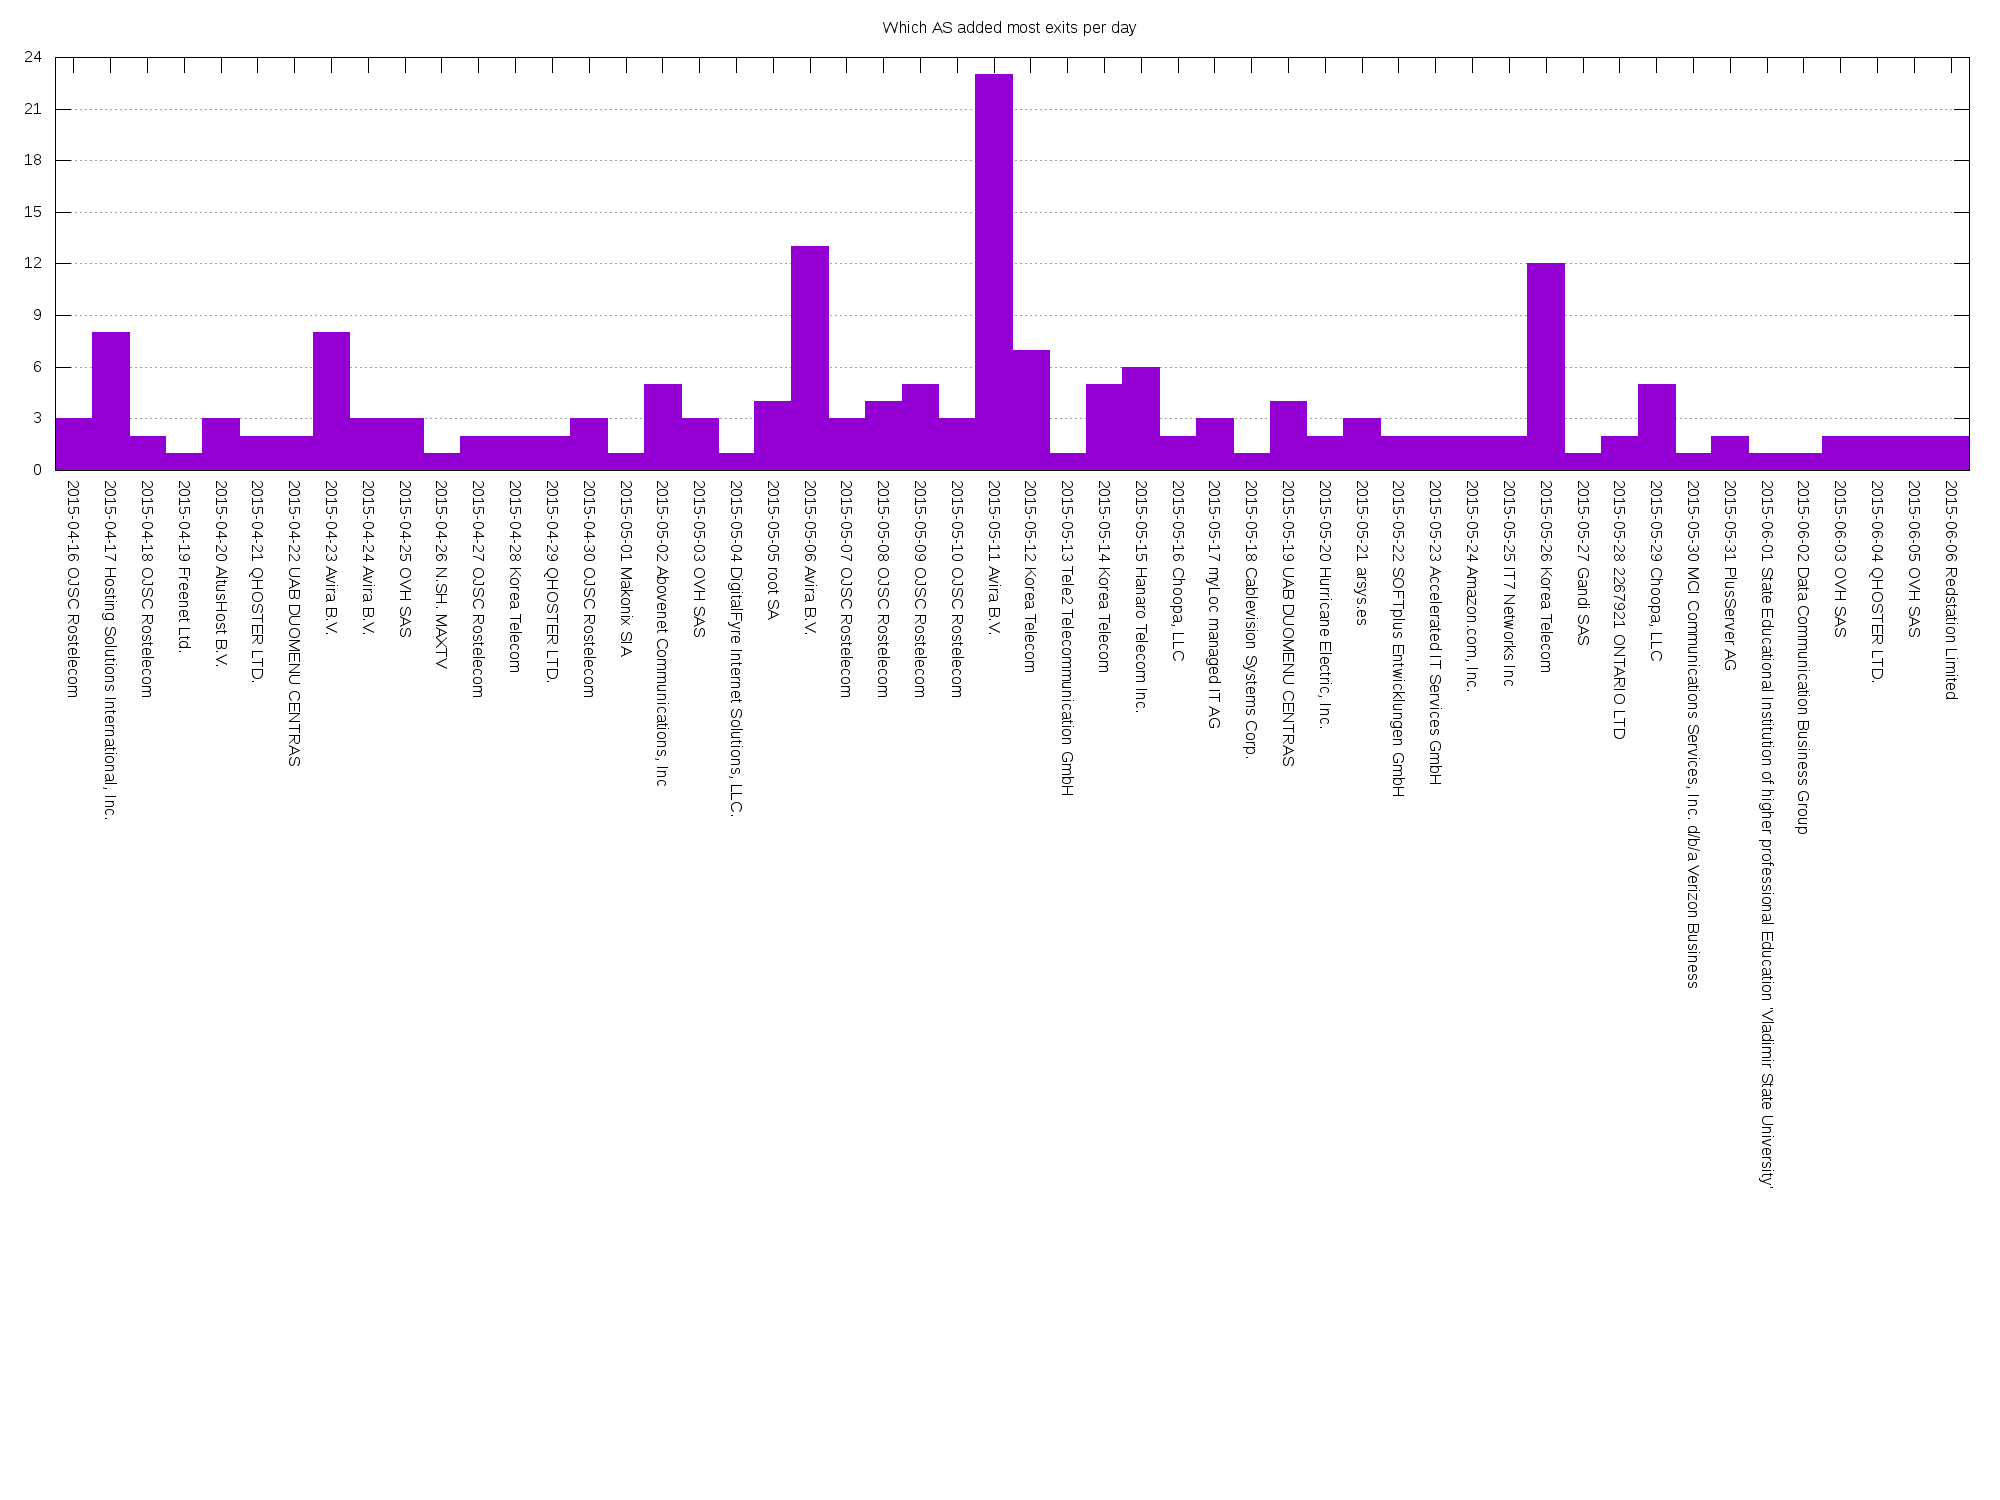 Which AS added most exits per day
24
21
18
15
12
9
6
3
0
2015-04-16 OJSC Rostelecom
2015-04-17 Hosting Solutions International, Inc.
2015-04-18 OJSC Rostelecom
2015-04-19 Freenet Ltd.
2015-04-20 AltusHost B.V.
2015-04-21 QHOSTER LTD.
2015-04-22 UAB DUOMENU CENTRAS
2015-04-23 Avira B.V.
2015-04-24 Avira B.V.
2015-04-25 OVH SAS
2015-04-26 N.SH. MAXTV
2015-04-27 OJSC Rostelecom
2015-04-28 Korea Telecom
2015-04-29 QHOSTER LTD.
2015-04-30 OJSC Rostelecom
2015-05-01 Makonix SIA
2015-05-02 Abovenet Communications, Inc
2015-05-03 OVH SAS
2015-05-04 DigitalFyre Internet Solutions, LLC.
2015-05-05 root SA
2015-05-06 Avira B.V.
2015-05-07 OJSC Rostelecom
2015-05-08 OJSC Rostelecom
2015-05-09 OJSC Rostelecom
2015-05-10 OJSC Rostelecom
2015-05-11 Avira B.V.
2015-05-12 Korea Telecom
2015-05-13 Tele2 Telecommunication GmbH
2015-05-14 Korea Telecom
2015-05-15 Hanaro Telecom Inc.
2015-05-16 Choopa, LLC
2015-05-17 myLoc managed IT AG
2015-05-18 Cablevision Systems Corp.
2015-05-19 UAB DUOMENU CENTRAS
2015-05-20 Hurricane Electric, Inc.
2015-05-21 arsys.es
2015-05-22 SOFTplus Entwicklungen GmbH
2015-05-23 Accelerated IT Services GmbH
2015-05-24 Amazon.com, Inc.
2015-05-25 IT7 Networks Inc
2015-05-26 Korea Telecom
2015-05-27 Gandi SAS
2015-05-28 2267921 ONTARIO LTD
2015-05-29 Choopa, LLC
2015-05-30 MCI Communications Services, Inc. d/b/a Verizon Business
2015-05-31 PlusServer AG
2015-06-01 State Educational Institution of higher professional Education 'Vladimir State University'
2015-06-02 Data Communication Business Group
2015-06-03 OVH SAS
2015-06-04 QHOSTER LTD.
2015-06-05 OVH SAS
2015-06-06 Redstation Limited